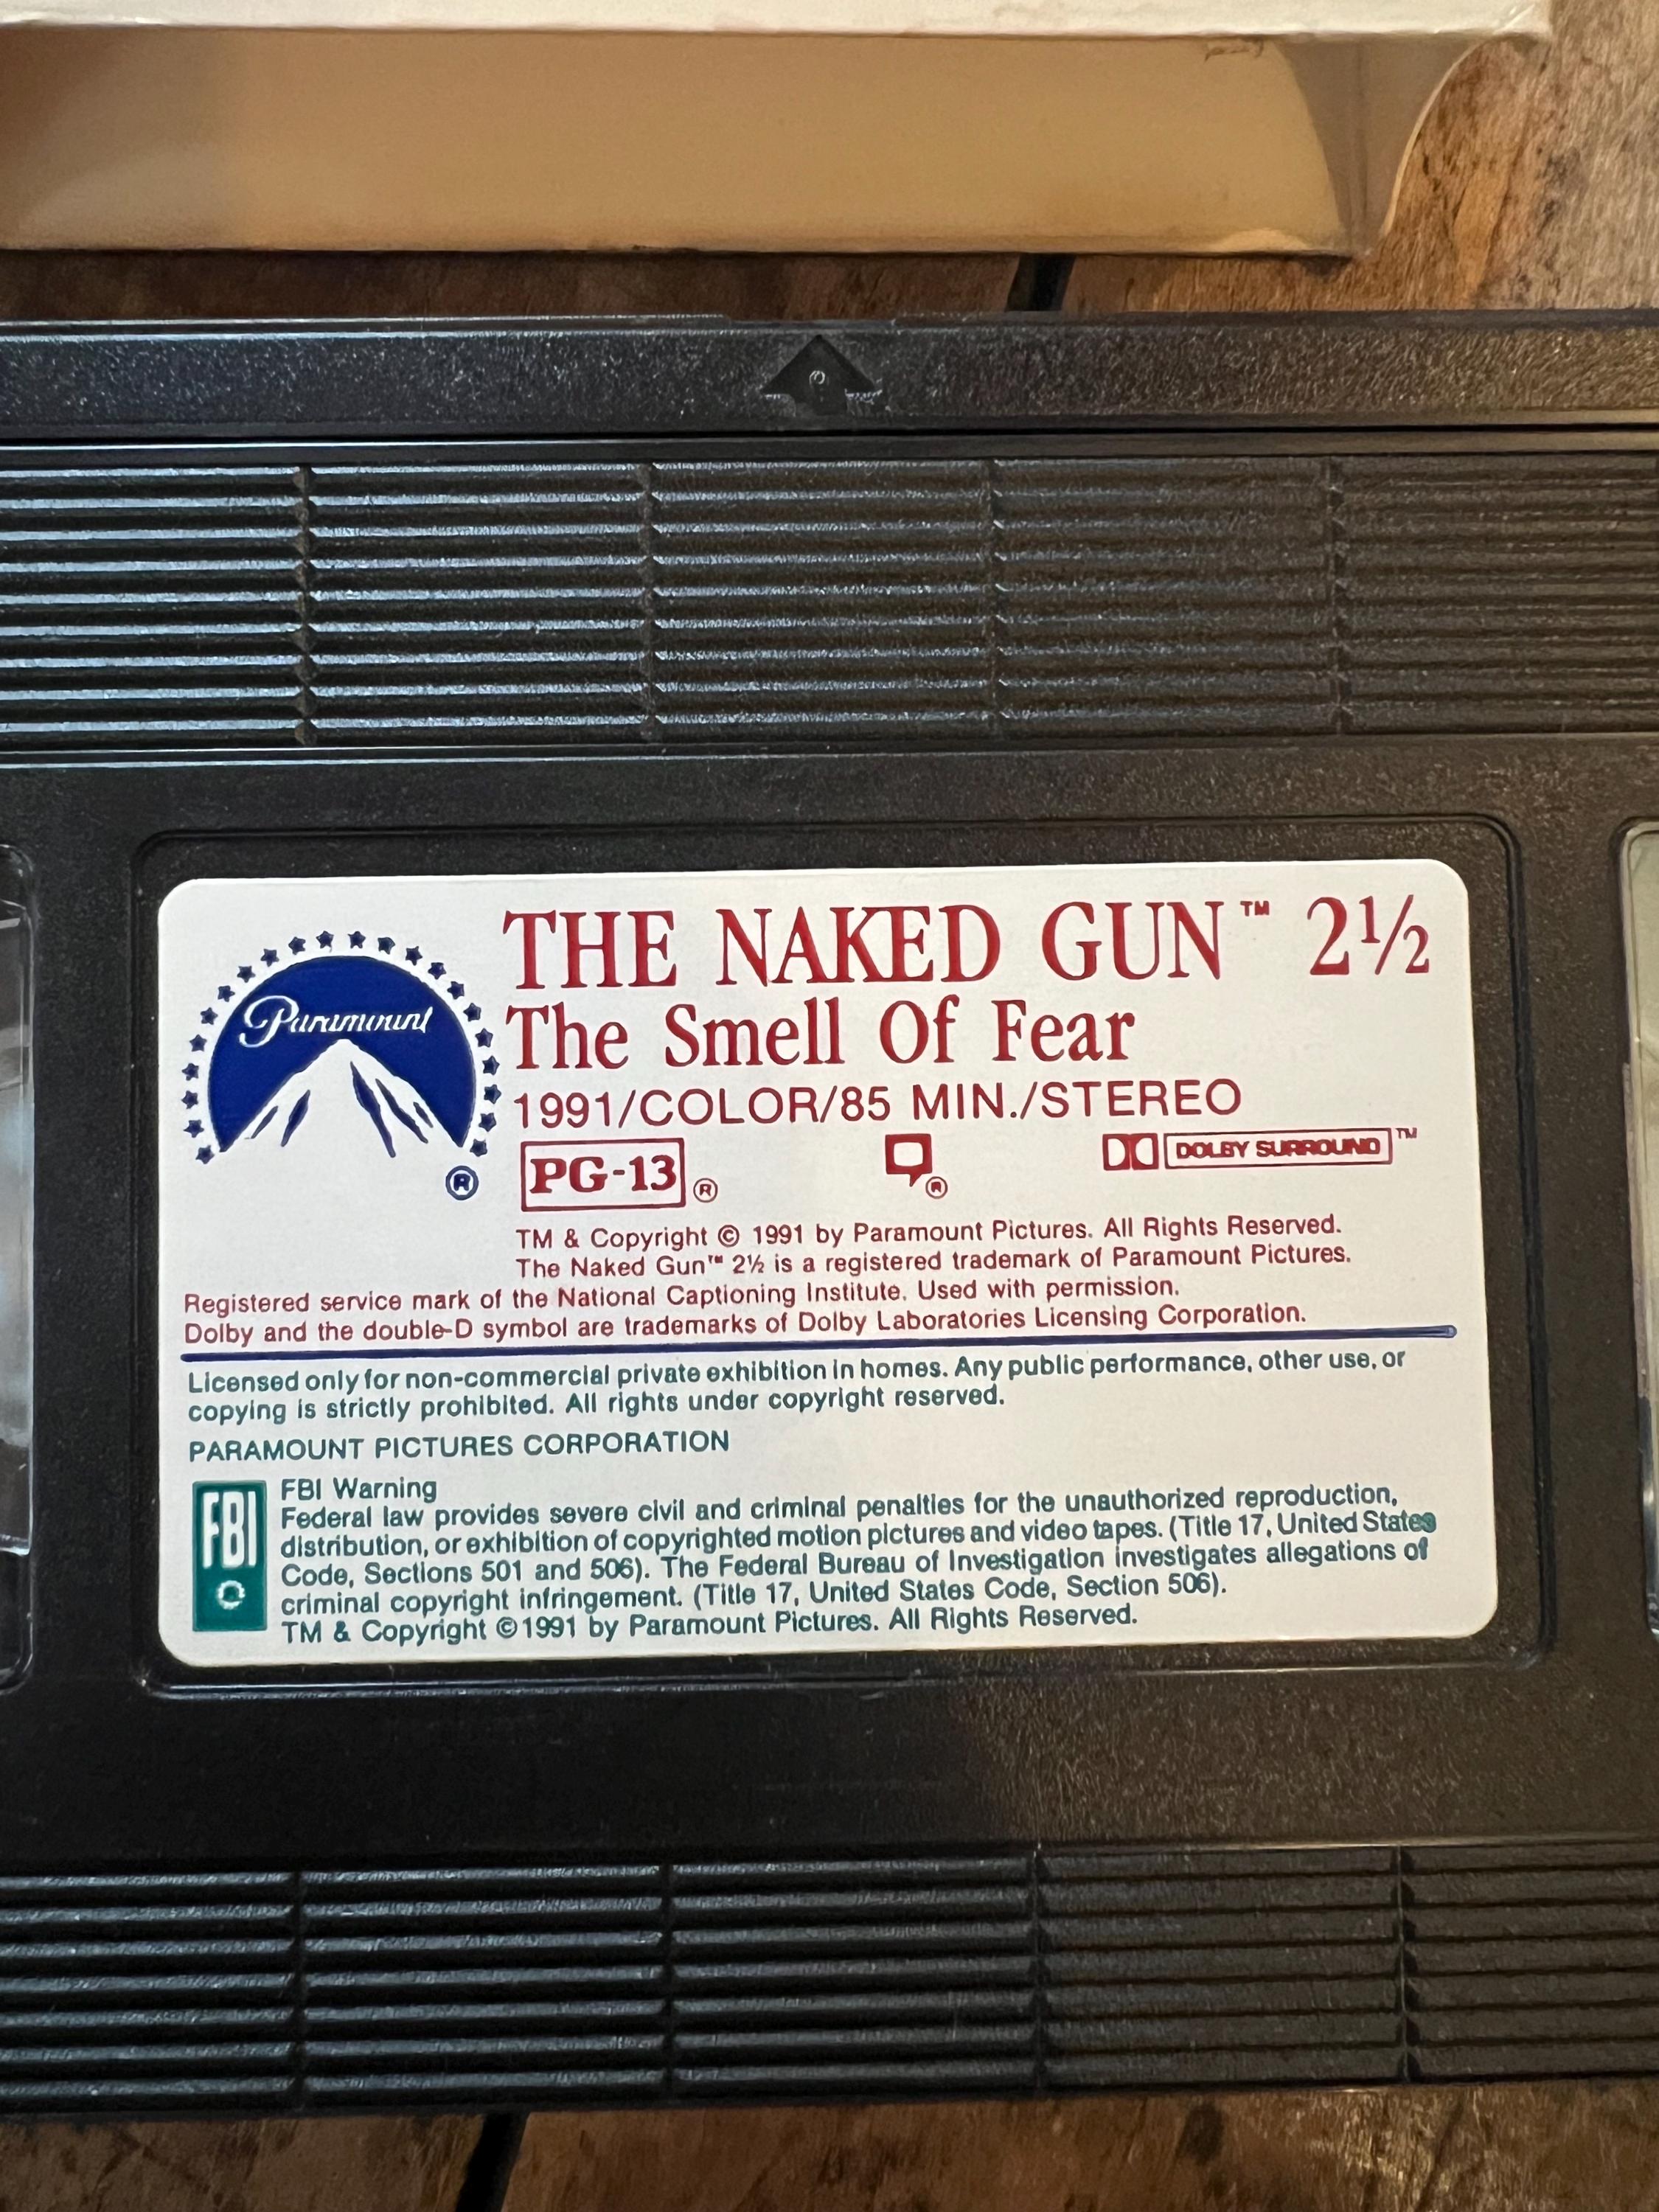 THE NAKED GUN™ 2½
Paramount
The Smell Of Fear
1991/COLOR/85 MIN./STEREO
PG-13 ® ® DOLBY SURROUND™
®
TM & Copyright © 1991 by Paramount Pictures. All Rights Reserved.
The Naked Gun™ 2½ is a registered trademark of Paramount Pictures.
Registered service mark of the National Captioning Institute. Used with permission.
Dolby and the double-D symbol are trademarks of Dolby Laboratories Licensing Corporation.
Licensed only for non-commercial private exhibition in homes. Any public performance, other use, or
copying is strictly prohibited. All rights under copyright reserved.
PARAMOUNT PICTURES CORPORATION
FBI
FBI Warning
Federal law provides severe civil and criminal penalties for the unauthorized reproduction,
distribution, or exhibition of copyrighted motion pictures and video tapes. (Title 17, United States
Code, Sections 501 and 506). The Federal Bureau of Investigation investigates allegations of
criminal copyright infringement. (Title 17, United States Code, Section 506).
TM & Copyright © 1991 by Paramount Pictures. All Rights Reserved.